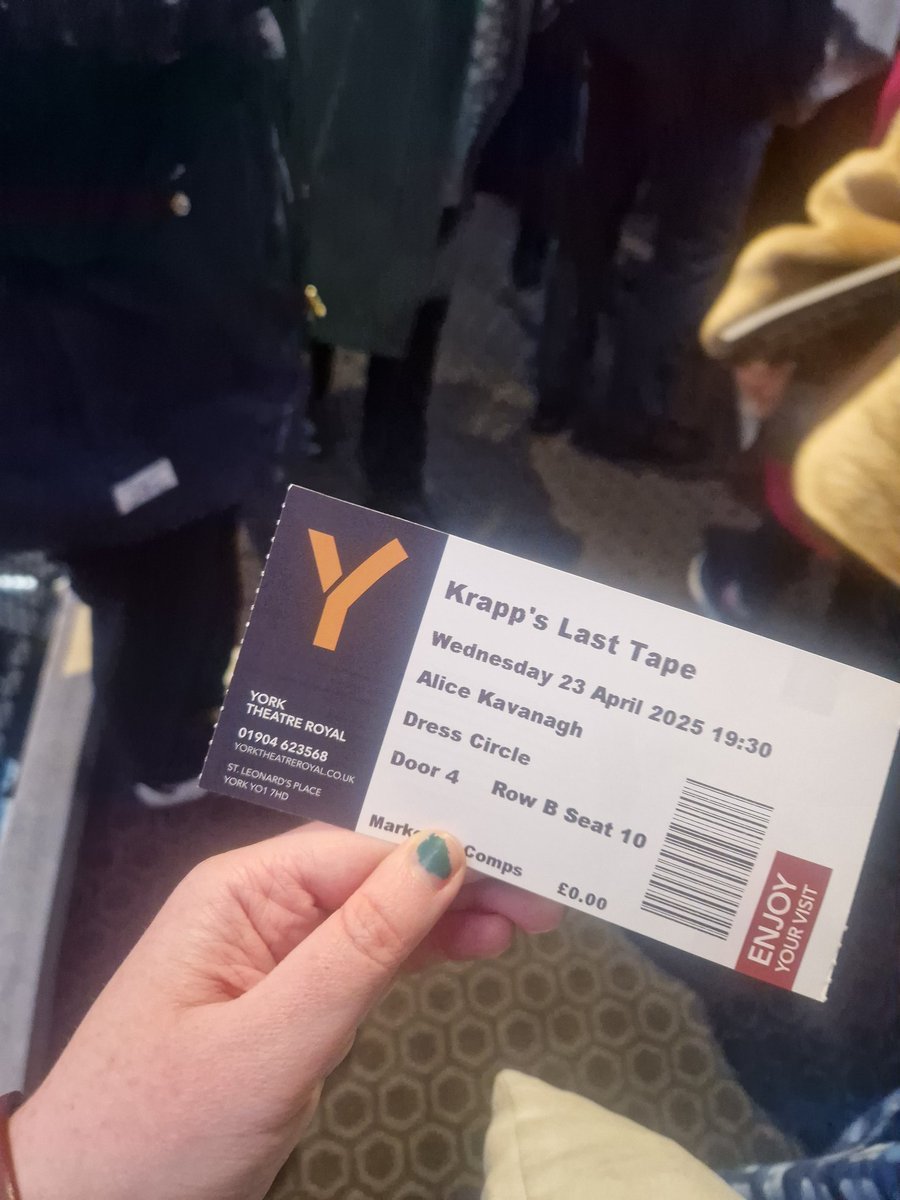 Y
YORK
THEATRE ROYAL
01904 623568
YORKTHEATREROYAL.CO.UK
ST. LEONARD'S PLACE
YORK YO1 7HD
Krapp's Last Tape
Wednesday 23 April 2025 19:30
Alice Kavanagh
Dress Circle
Door 4 Row B Seat 10
Comps £0.00
ENJOY
YOUR VISIT